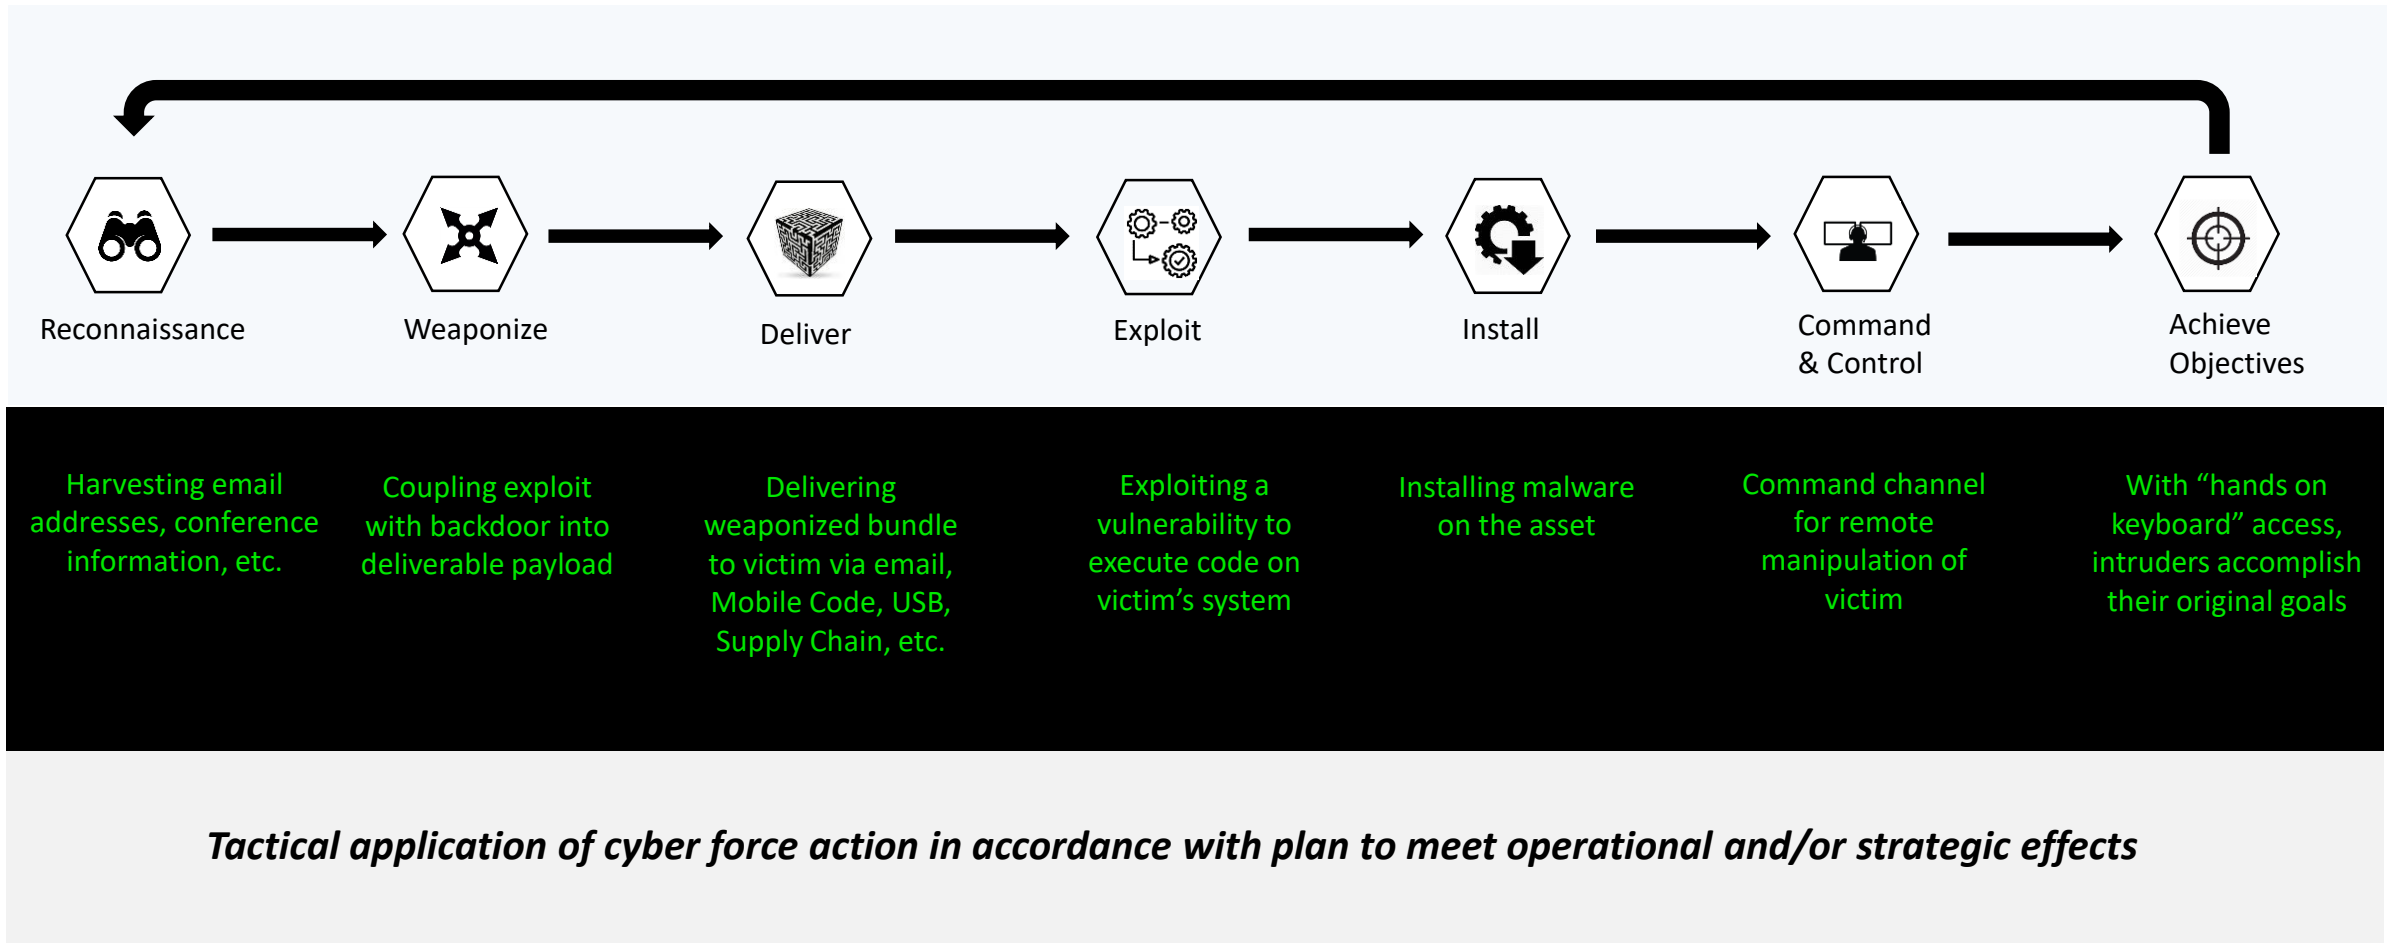 Reconnaissance
Weaponize
Deliver
Exploit
Install
Command
& Control
Achieve
Objectives
Harvesting email
addresses, conference
information, etc.
Coupling exploit
with backdoor into
deliverable payload
Delivering
weaponized bundle
to victim via email,
Mobile Code, USB,
Supply Chain, etc.
Exploiting a
vulnerability to
execute code on
victim’s system
Installing malware
on the asset
Command channel
for remote
manipulation of
victim
With “hands on
keyboard” access,
intruders accomplish
their original goals
Tactical application of cyber force action in accordance with plan to meet operational and/or strategic effects